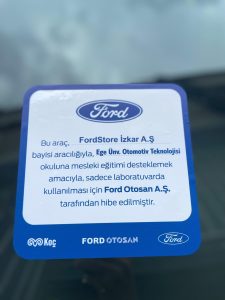 Ford
Bu araç, FordStore İzkar A.Ş
bayisi aracılığıyla, Ege Ünv. Otomotiv Teknolojisi
okuluna mesleki eğitimi desteklemek
amacıyla, sadece laboratuvarda
kullanılması için Ford Otosan A.Ş.
tarafından hibe edilmiştir.
Koç FORD OTOSAN Ford